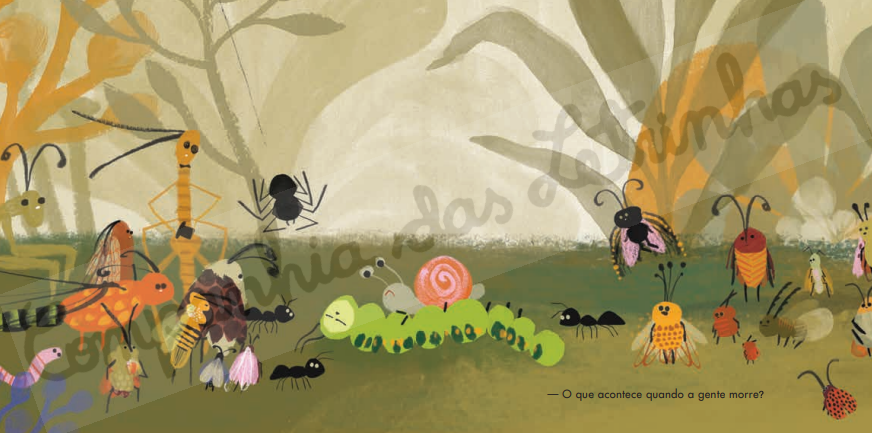 Companhia das Letrinhas
— O que acontece quando a gente morre?